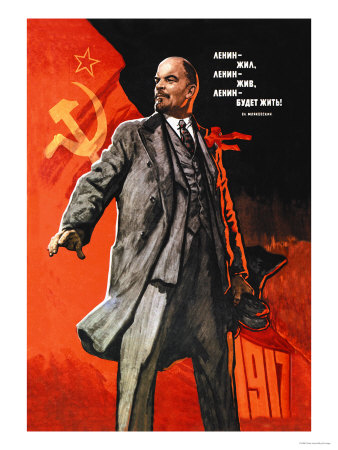 ЛЕНИН–
ЖИЛ,
ЛЕНИН–
ЖИВ,
ЛЕНИН–
БУДЕТ ЖИТЬ!
ВЛ. МАЯКОВСКИЙ
1917